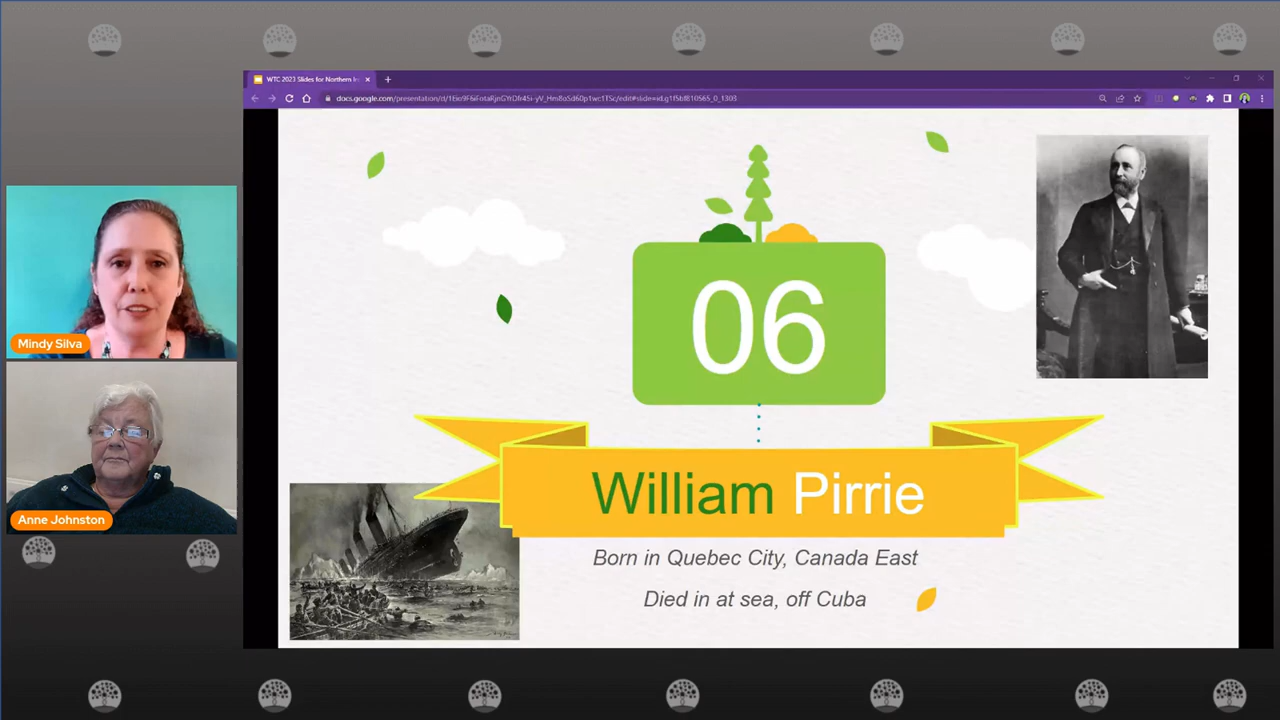 WTC 2023 Slides for Northern Ir
Mindy Silva
Anne Johnston
06
William Pirrie
Born in Quebec City, Canada East
Died in at sea, off Cuba